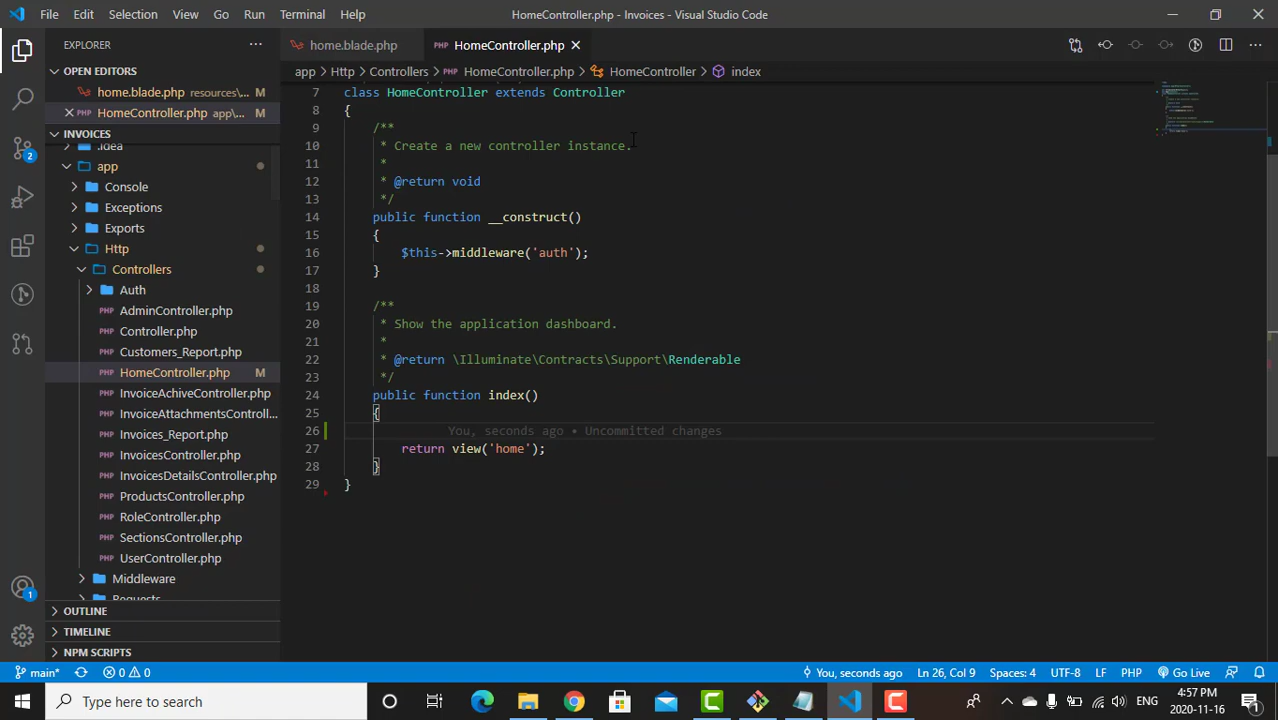 File Edit Selection View Go Run Terminal Help HomeController.php - Invoices - Visual Studio Code
EXPLORER
OPEN EDITORS
home.blade.php resources\... M
HomeController.php app\... M
INVOICES
.idea
app
Console
Exceptions
Exports
Http
Controllers
Auth
AdminController.php
Controller.php
Customers_Report.php
HomeController.php M
InvoiceAchiveController.php
InvoiceAttachmentsControll...
Invoices_Report.php
InvoicesController.php
InvoicesDetailsController.php
ProductsController.php
RoleController.php
SectionsController.php
UserController.php
Middleware
Requests
OUTLINE
TIMELINE
NPM SCRIPTS
home.blade.php HomeController.php
app > Http > Controllers > HomeController.php > HomeController > index
7 class HomeController extends Controller
8 {
9 /**
10 * Create a new controller instance.
11 *
12 * @return void
13 */
14 public function __construct()
15 {
16 $this->middleware('auth');
17 }
18
19 /**
20 * Show the application dashboard.
21 *
22 * @return \Illuminate\Contracts\Support\Renderable
23 */
24 public function index()
25 {
26 You, seconds ago • Uncommitted changes
27 return view('home');
28 }
29 }
main* 0 0 You, seconds ago Ln 26, Col 9 Spaces: 4 UTF-8 LF PHP Go Live
Type here to search ENG 4:57 PM
2020-11-16